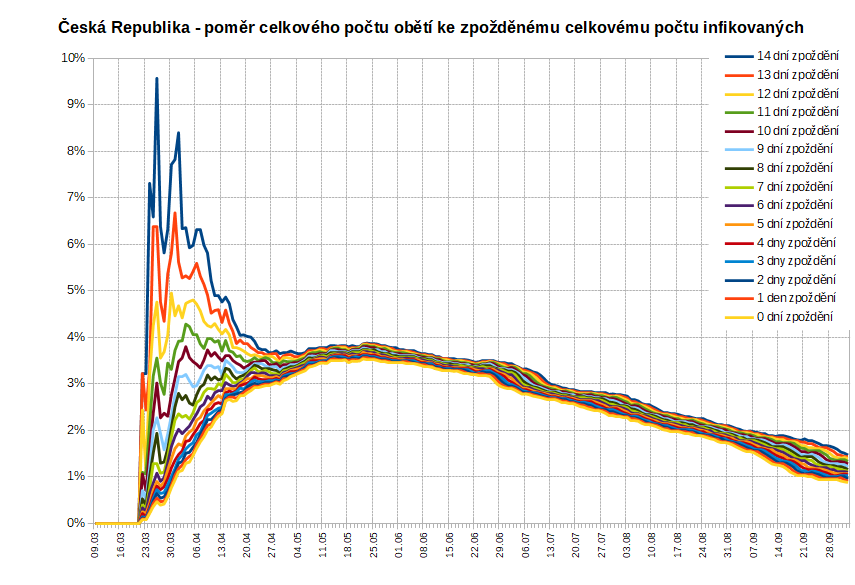 Česká Republika - poměr celkového počtu obětí ke zpožděnému celkovému počtu infikovaných
10%
9%
8%
7%
6%
5%
4%
3%
2%
1%
0%
14 dní zpoždění
13 dní zpoždění
12 dní zpoždění
11 dní zpoždění
10 dní zpoždění
9 dní zpoždění
8 dní zpoždění
7 dní zpoždění
6 dní zpoždění
5 dní zpoždění
4 dny zpoždění
3 dny zpoždění
2 dny zpoždění
1 den zpoždění
0 dní zpoždění
09.03
16.03
23.03
30.03
06.04
13.04
20.04
27.04
04.05
11.05
18.05
25.05
01.06
08.06
15.06
22.06
29.06
06.07
13.07
20.07
27.07
03.08
10.08
17.08
24.08
31.08
07.09
14.09
21.09
28.09